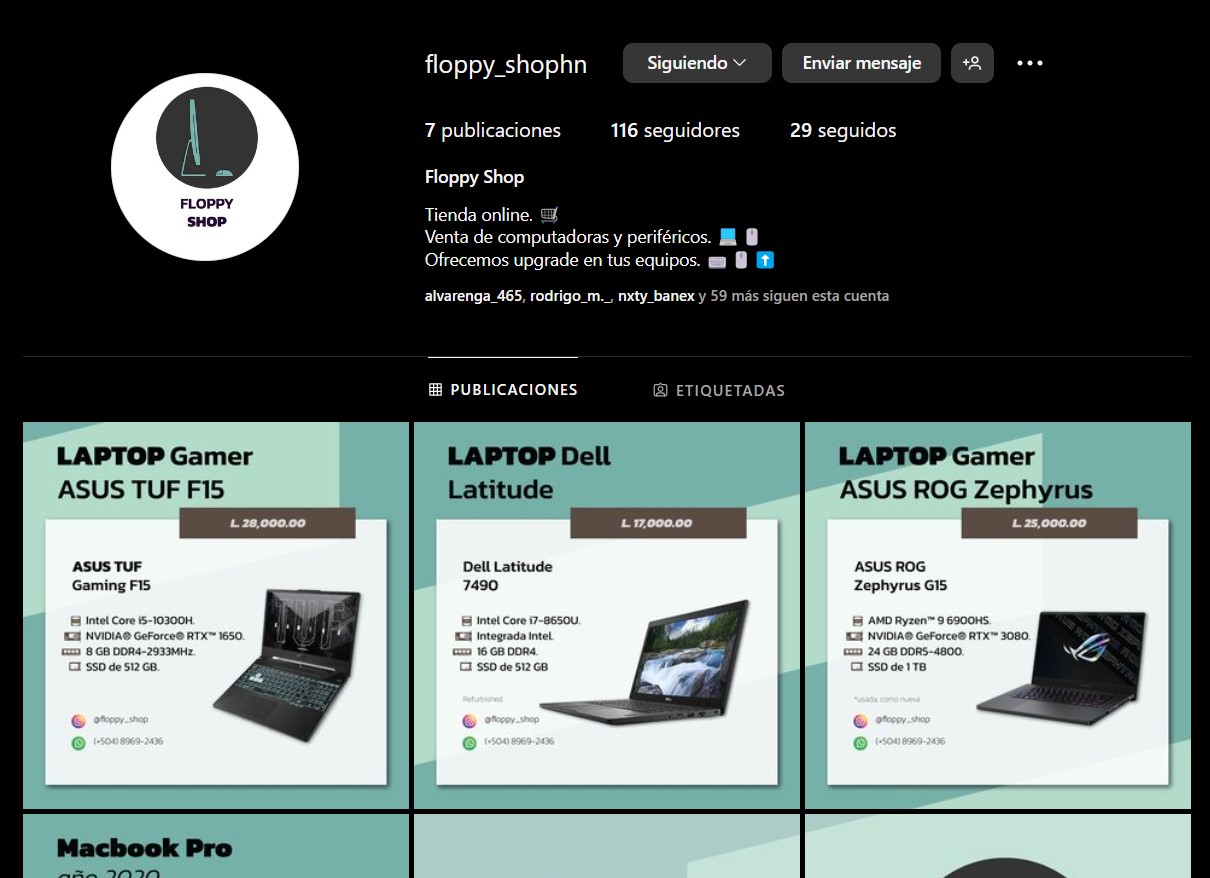 floppy_shophn
Siguiendo
Enviar mensaje
7 publicaciones
116 seguidores
29 seguidos
FLOPPY
SHOP
Floppy Shop
Tienda online. 🛒
Venta de computadoras y periféricos. 💻 🖱️
Ofrecemos upgrade en tus equipos. ⌨️ 🖱️ ⬆️
alvarenga_465, rodrigo_m._, nxty_banex y 59 más siguen esta cuenta
PUBLICACIONES
ETIQUETADAS
LAPTOP Gamer
ASUS TUF F15
L. 28,000.00
ASUS TUF
Gaming F15
Intel Core i5-10300H.
NVIDIA® GeForce® RTX™ 1650.
8 GB DDR4-2933MHz.
SSD de 512 GB.
@floppy_shop
(+504) 8969-2436
LAPTOP Dell
Latitude
L. 17,000.00
Dell Latitude
7490
Intel Core i7-8650U.
Integrada Intel.
16 GB DDR4.
SSD de 512 GB
Refurbished
@floppy_shop
(+504) 8969-2436
LAPTOP Gamer
ASUS ROG Zephyrus
L. 25,000.00
ASUS ROG
Zephyrus G15
AMD Ryzen™ 9 6900HS.
NVIDIA® GeForce® RTX™ 3080.
24 GB DDR5-4800.
SSD de 1 TB
*usada, como nueva
@floppy_shop
(+504) 8969-2436
Macbook Pro
año 2020